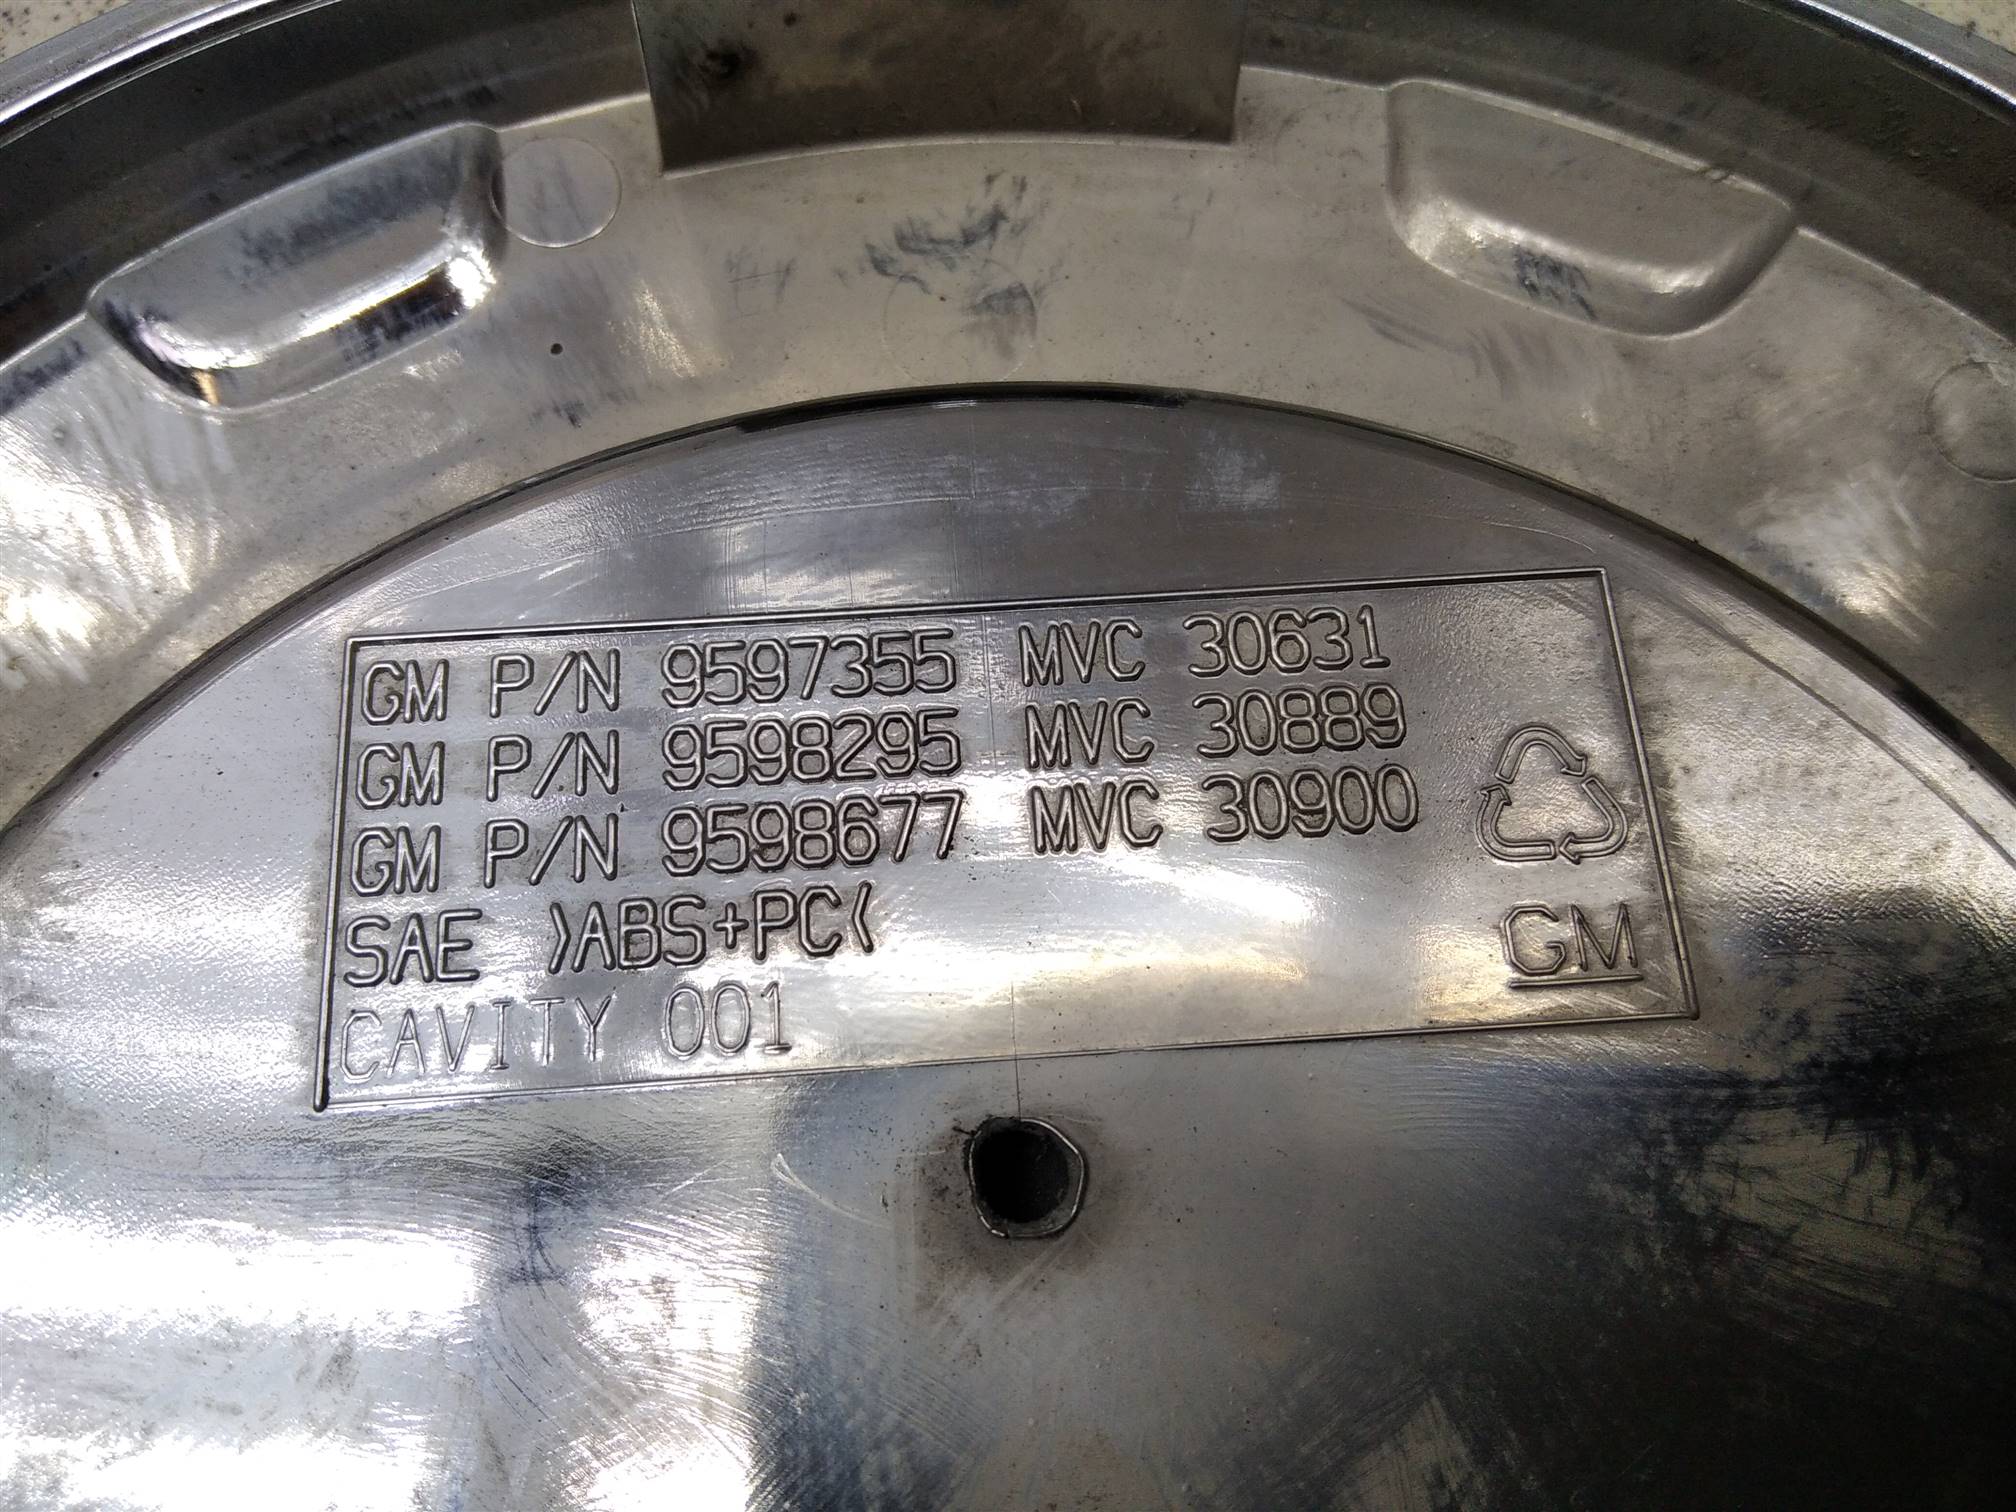 GM P/N 9597355 MVC 30631
GM P/N 9598295 MVC 30889
GM P/N 9598677 MVC 30900
SAE >ABS+PC<
CAVITY 001
GM